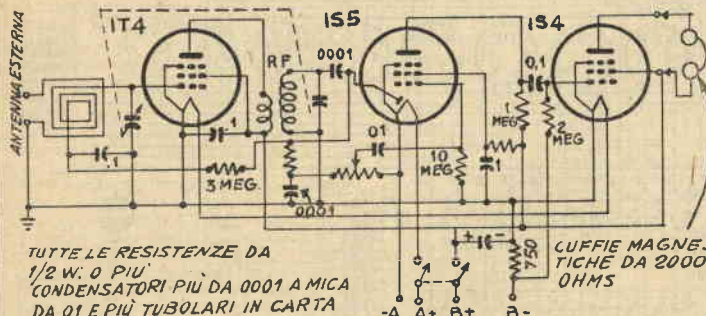 1T4
1S5
1S4
ANTENNA ESTERNA
RF
0001
0,1
.1
.1
01
1 MEG.
2 MEG.
3 MEG.
10 MEG
.1
0001
+ -
750
CUFFIE MAGNE-
TICHE DA 2000
OHMS
TUTTE LE RESISTENZE DA
1/2 W. O PIÙ
CONDENSATORI PIÙ DA 0001 A MICA
DA 01 E PIÙ TUBOLARI IN CARTA
-A A+ B+ B-